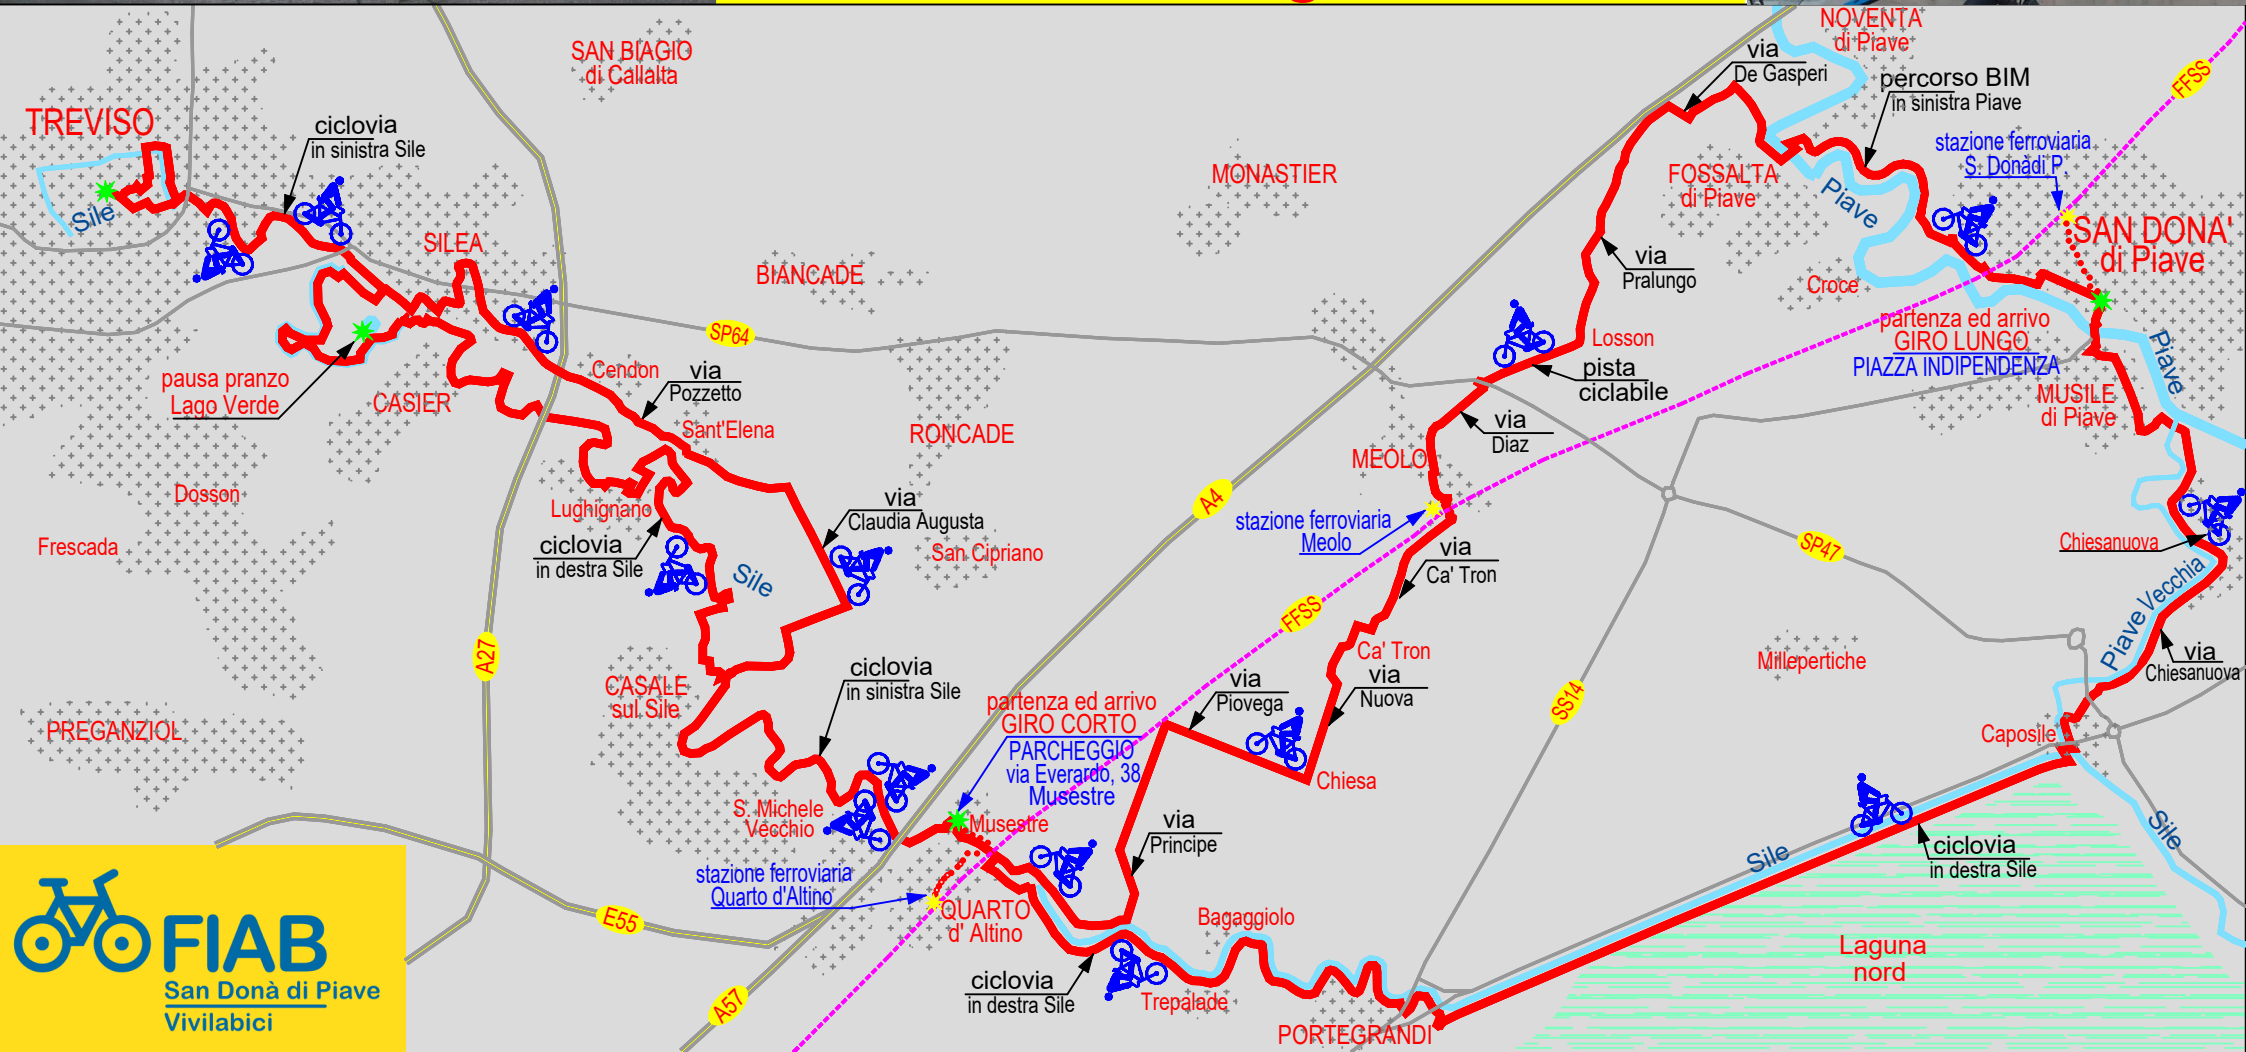 NOVENTA
di Piave
SAN BIAGIO
di Callalta
via
De Gasperi
percorso BIM
in sinistra Piave
FFSS
TREVISO
ciclovia
in sinistra Sile
stazione ferroviaria
S. Donàdi P.
MONASTIER
FOSSALTA
di Piave
Piave
Sile
SILEA
SAN DONA'
di Piave
BIANCADE
via
Pralungo
Croce
SP64
Losson
partenza ed arrivo
GIRO LUNGO
PIAZZA INDIPENDENZA
Piave
pausa pranzo
Lago Verde
CASIER
Cendon
via
Pozzetto
pista
ciclabile
MUSILE
di Piave
Sant'Elena
RONCADE
via
Diaz
MEOLO
Dosson
Lughignano
via
Claudia Augusta
A4
stazione ferroviaria
Meolo
Frescada
ciclovia
in destra Sile
San Cipriano
via
Ca' Tron
SP47
Chiesanuova
Sile
FFSS
Piave Vecchia
A27
Ca' Tron
Millepertiche
via
Chiesanuova
CASALE
sul Sile
ciclovia
in sinistra Sile
via
Piovega
via
Nuova
SS14
PREGANZIOL
partenza ed arrivo
GIRO CORTO
PARCHEGGIO
via Everardo, 38
Musestre
Caposile
Chiesa
S. Michele
Vecchio
Musestre
via
Principe
Sile
Sile
ciclovia
in destra Sile
stazione ferroviaria
Quarto d'Altino
QUARTO
d' Altino
E55
Bagaggiolo
Laguna
nord
FIAB
San Donà di Piave
Vivilabici
A57
ciclovia
in destra Sile
Trepalade
PORTEGRANDI